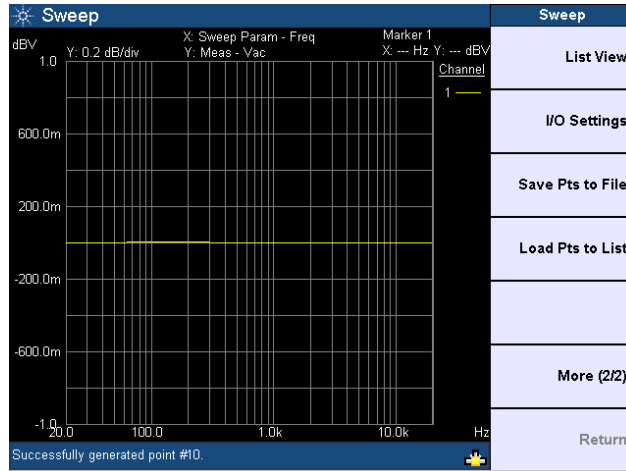 Sweep
Sweep
dBV
Y: 0.2 dB/div
X: Sweep Param - Freq
Y: Meas - Vac
Marker 1
X: --- Hz Y: --- dBV
Channel
1
1.0
600.0m
200.0m
-200.0m
-600.0m
-1.0
20.0
100.0
1.0k
10.0k
Hz
List View
I/O Settings
Save Pts to File
Load Pts to List
More (2/2)
Return
Successfully generated point #10.